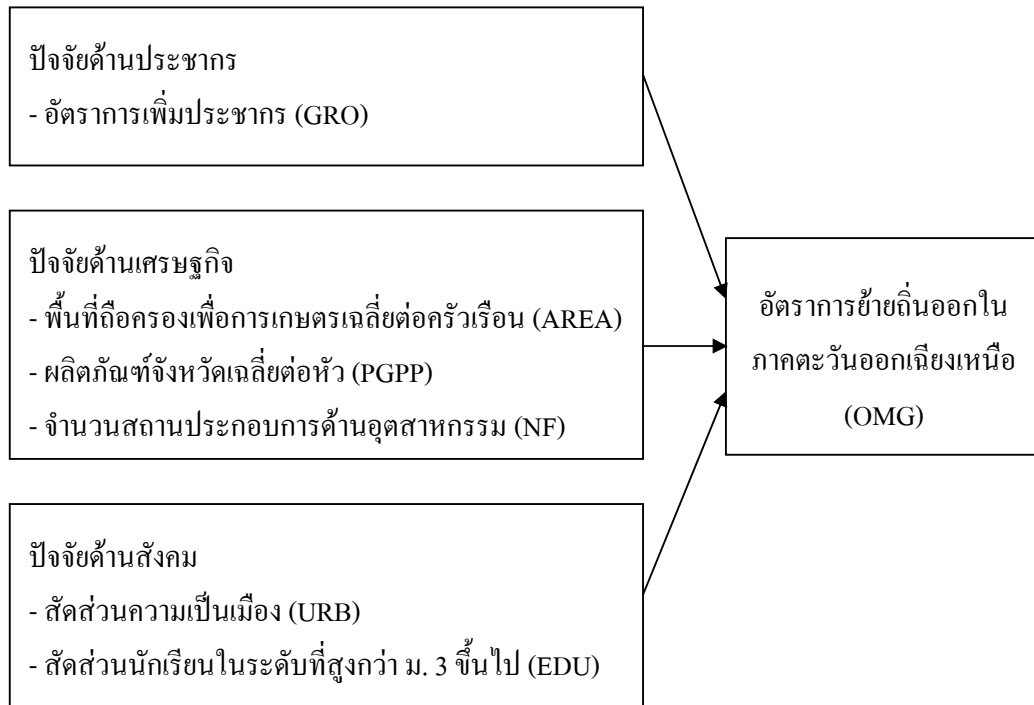 ปัจจัยด้านประชากร
- อัตราการเพิ่มประชากร (GRO)
ปัจจัยด้านเศรษฐกิจ
- พื้นที่ถือครองเพื่อการเกษตรเฉลี่ยต่อครัวเรือน (AREA)
- ผลิตภัณฑ์จังหวัดเฉลี่ยต่อหัว (PGPP)
- จำนวนสถานประกอบการด้านอุตสาหกรรม (NF)
ปัจจัยด้านสังคม
- สัดส่วนความเป็นเมือง (URB)
- สัดส่วนนักเรียนในระดับที่สูงกว่า ม. 3 ขึ้นไป (EDU)
อัตราการย้ายถิ่นออกใน
ภาคตะวันออกเฉียงเหนือ
(OMG)